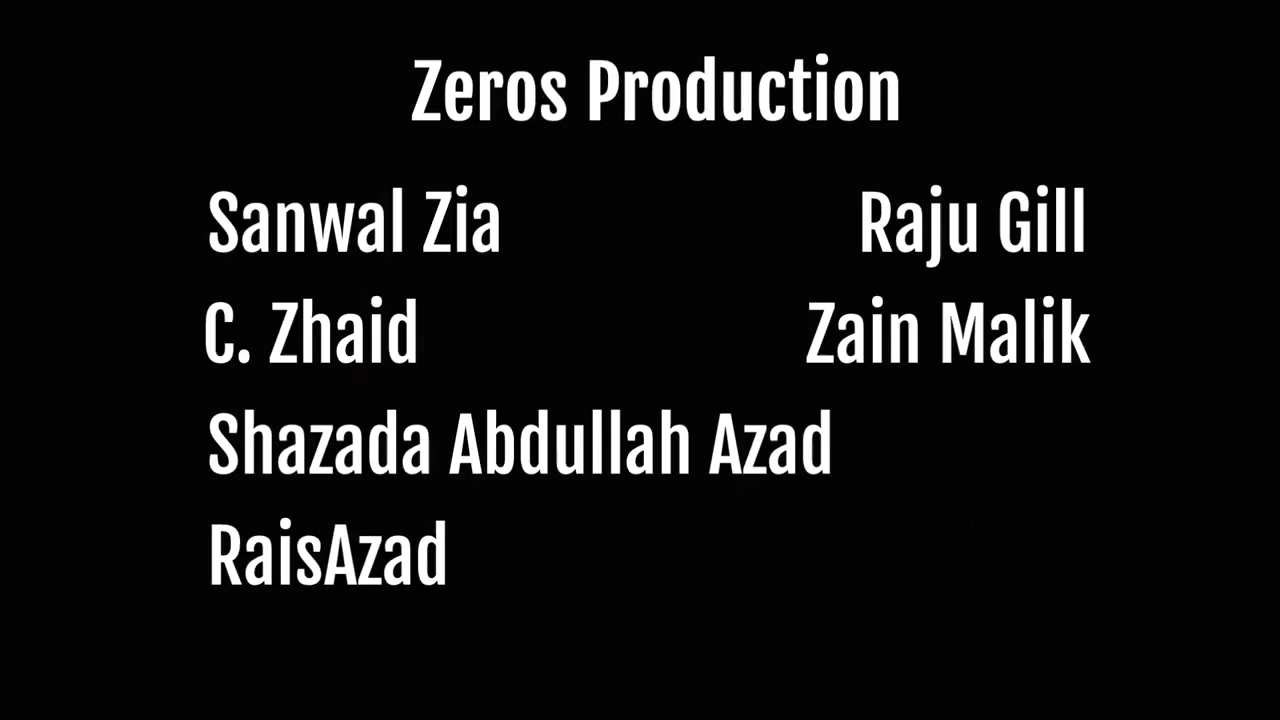 Zeros Production
Sanwal Zia Raju Gill
C. Zhaid Zain Malik
Shazada Abdullah Azad
RaisAzad